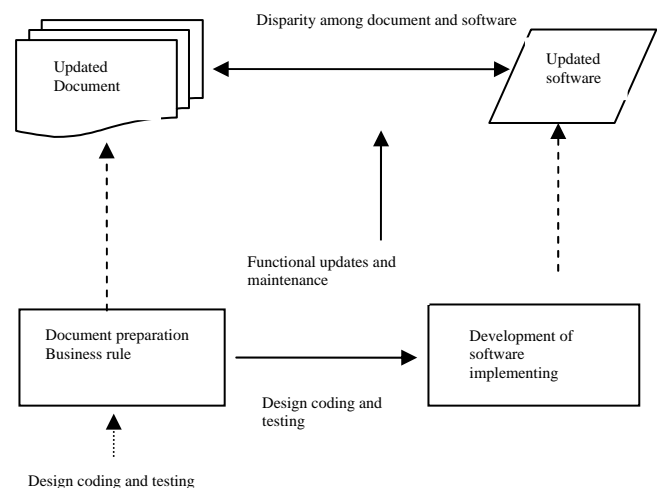 Disparity among document and software
Updated
Document
Updated
software
Functional updates and
maintenance
Document preparation
Business rule
Development of
software
implementing
Design coding and
testing
Design coding and testing